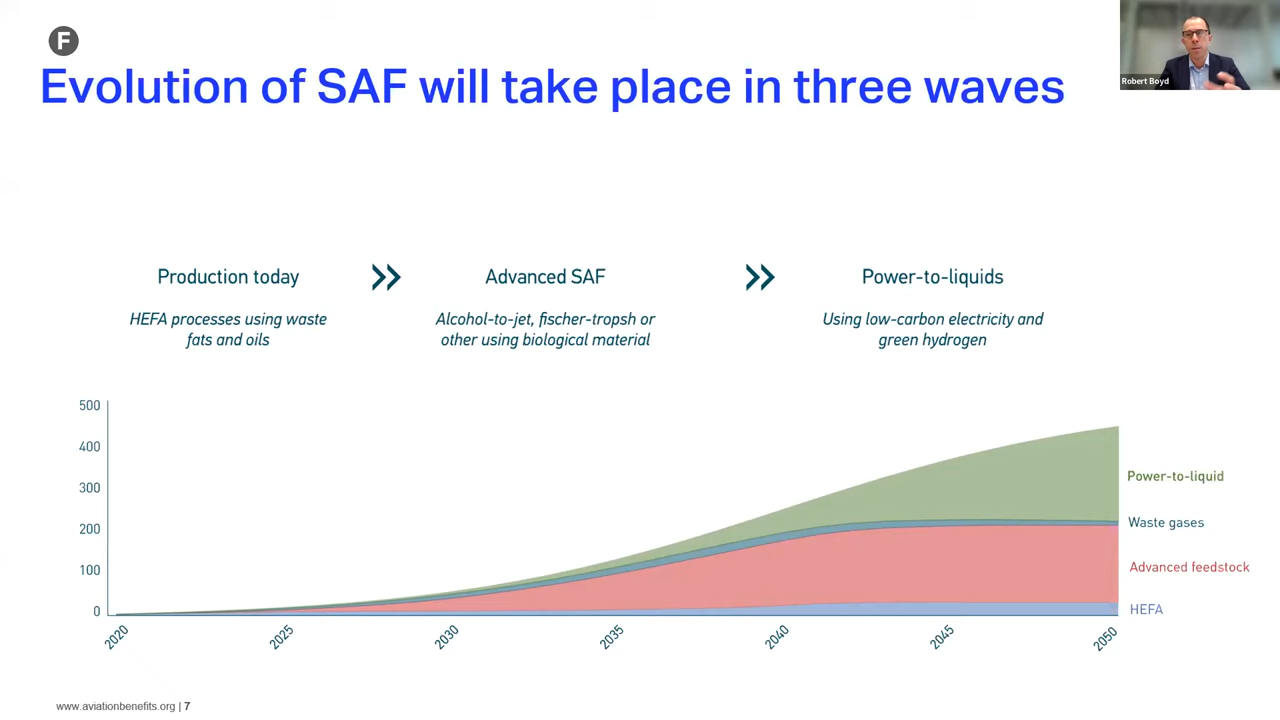 F
Evolution of SAF will take place in three waves
Robert Boyd
Production today
Advanced SAF
Power-to-liquids
HEFA processes using waste
fats and oils
Alcohol-to-jet, fischer-tropsh or
other using biological material
Using low-carbon electricity and
green hydrogen
500
400
300
200
100
0
Power-to-liquid
Waste gases
Advanced feedstock
HEFA
2020
2025
2030
2035
2040
2045
2050
www.aviationbenefits.org | 7